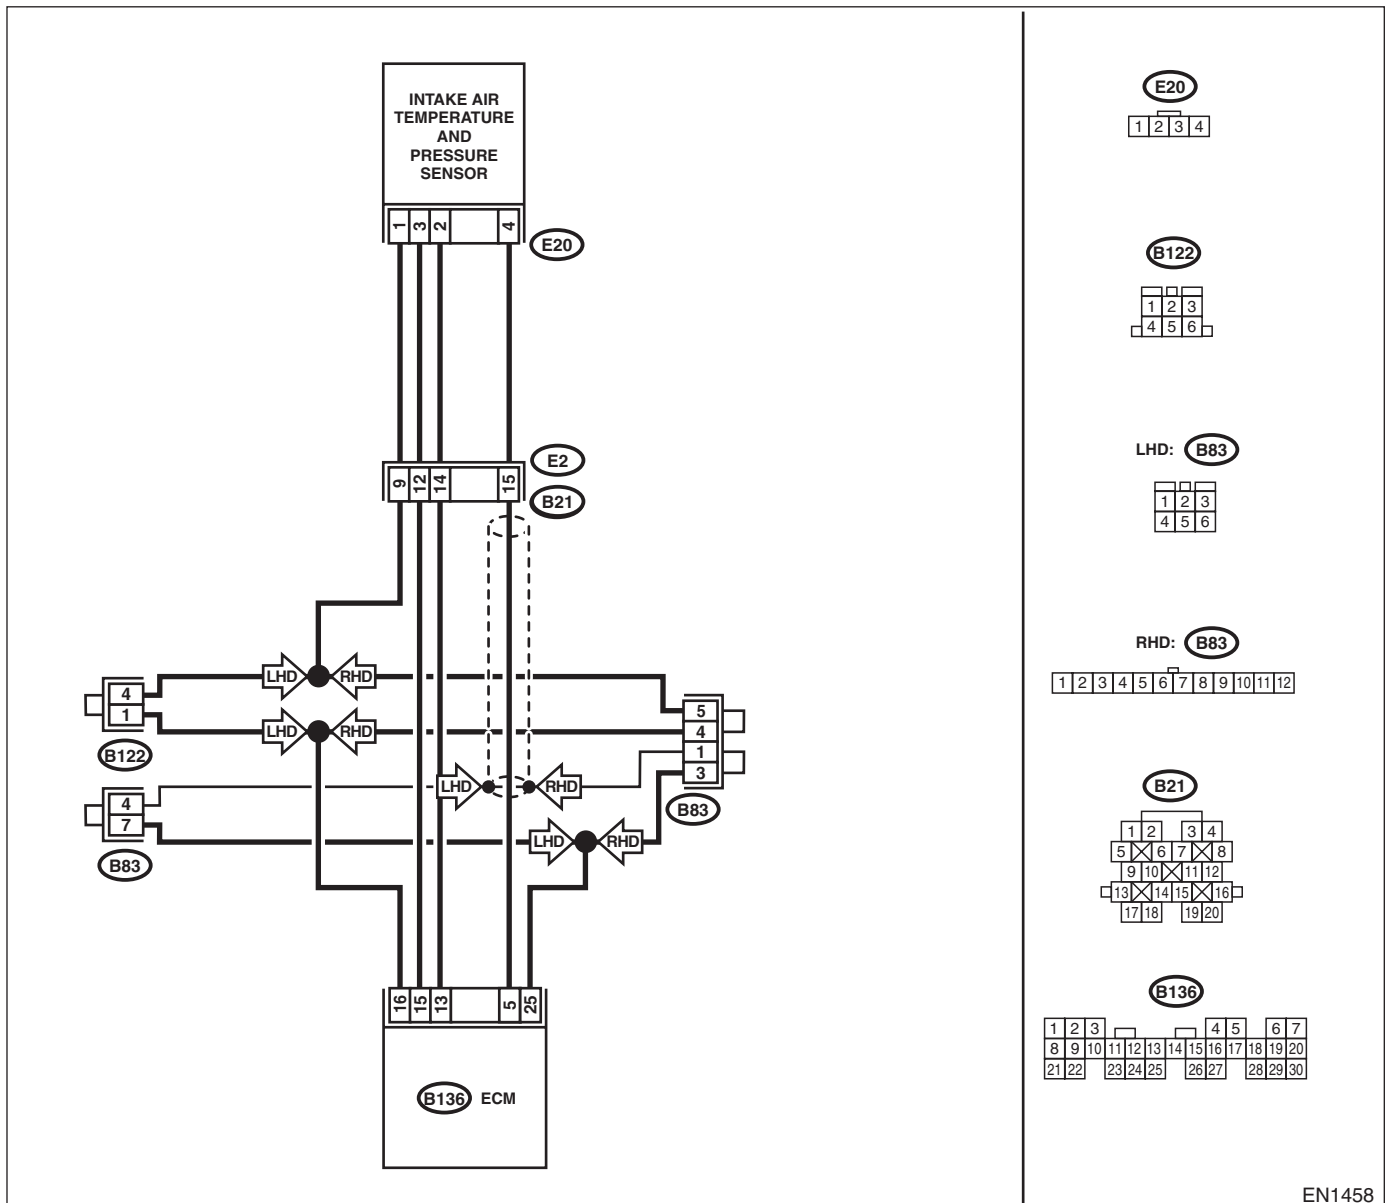 INTAKE AIR
TEMPERATURE
AND
PRESSURE
SENSOR
1 3 2 4
E20
E2
9 12 14 15
B21
LHD RHD
4
1
LHD RHD
B122
5
4
1
3
LHD RHD
B83
4
7
LHD RHD
B83
16 15 13 5 25
B136 ECM
E20
1 2 3 4
B122
1 2 3
4 5 6
LHD: B83
1 2 3
4 5 6
RHD: B83
1 2 3 4 5 6 7 8 9 10 11 12
B21
1 2 3 4
5 6 7 8
9 10 11 12
13 14 15 16
17 18 19 20
B136
1 2 3 4 5 6 7
8 9 10 11 12 13 14 15 16 17 18 19 20
21 22 23 24 25 26 27 28 29 30
EN1458